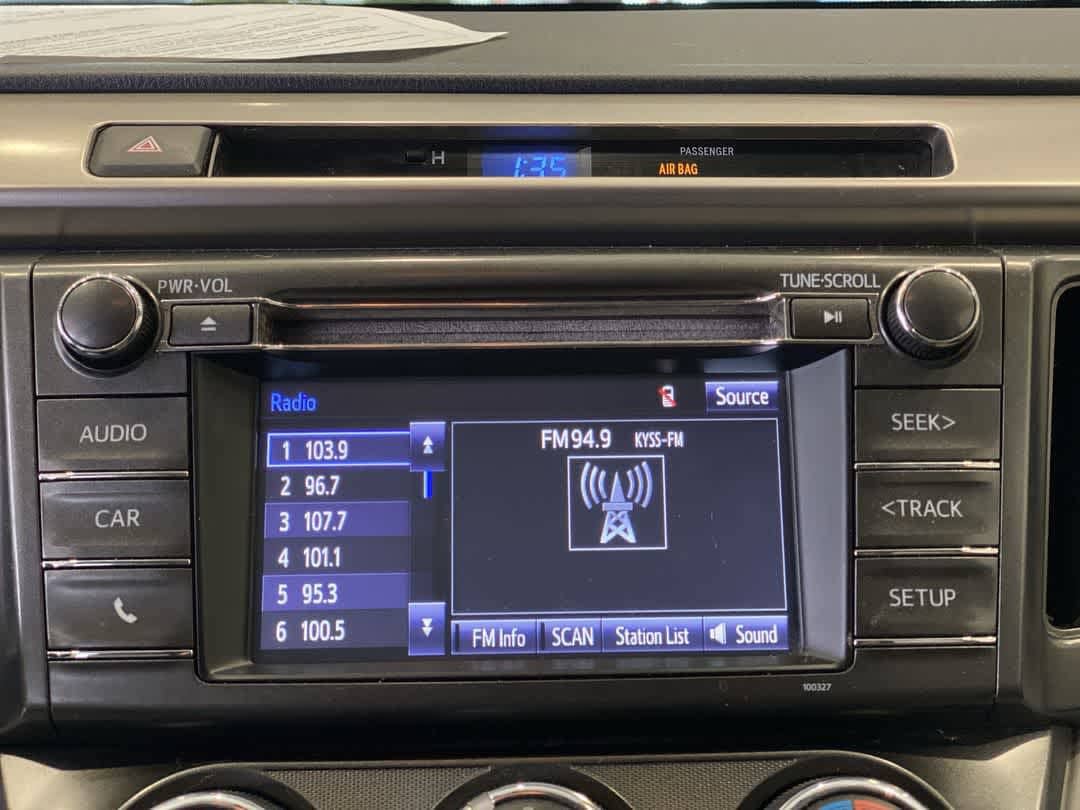 H
1:35
PASSENGER
AIR BAG
PWR·VOL
TUNE·SCROLL
AUDIO
CAR
Radio
Source
1 103.9
2 96.7
3 107.7
4 101.1
5 95.3
6 100.5
FM 94.9 KYSS-FM
FM Info
SCAN
Station List
Sound
SEEK>
<TRACK
SETUP
100327